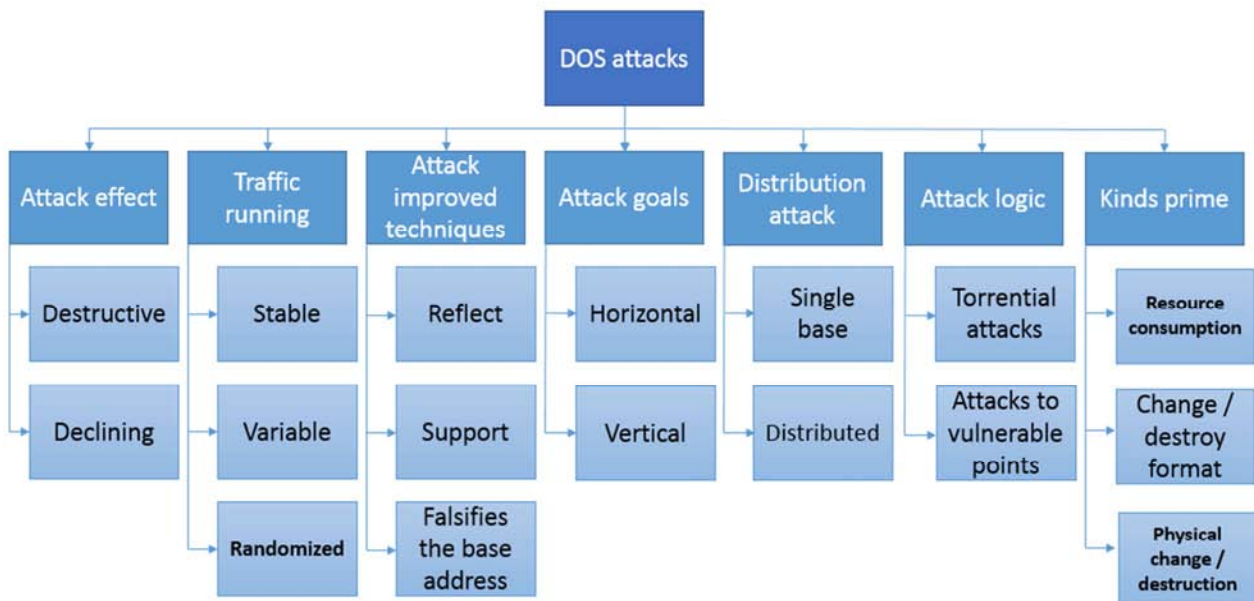 DOS attacks
Attack effect
Traffic
running
Attack
improved
techniques
Attack goals
Distribution
attack
Attack logic
Kinds prime
Destructive
Stable
Reflect
Horizontal
Single
base
Torrential
attacks
Resource
consumption
Declining
Variable
Support
Vertical
Distributed
Attacks to
vulnerable
points
Change /
destroy
format
Randomized
Falsifies
the base
address
Physical
change /
destruction